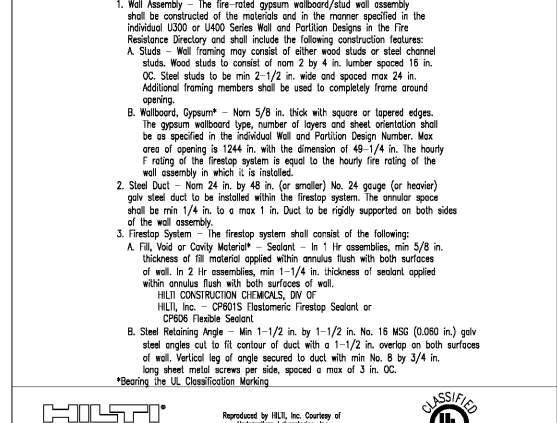 1. Wall Assembly – The fire-rated gypsum wallboard/stud wall assembly
shall be constructed of the materials and in the manner specified in the
individual U300 or U400 Series Wall and Partition Designs in the Fire
Resistance Directory and shall include the following construction features:
A. Studs – Wall framing may consist of either wood studs or steel channel
studs. Wood studs to consist of nom 2 by 4 in. lumber spaced 16 in.
OC. Steel studs to be min 2-1/2 in. wide and spaced max 24 in.
Additional framing members shall be used to completely frame around
opening.
B. Wallboard, Gypsum* – Nom 5/8 in. thick with square or tapered edges.
The gypsum wallboard type, number of layers and sheet orientation shall
be as specified in the individual Wall and Partition Design Number. Max
area of opening is 1244 in. with the dimension of 49-1/4 in. The hourly
F rating of the firestop system is equal to the hourly fire rating of the
wall assembly in which it is installed.
2. Steel Duct – Nom 24 in. by 48 in. (or smaller) No. 24 gauge (or heavier)
galv steel duct to be installed within the firestop system. The annular space
shall be min 1/4 in. to a max 1 in. Duct to be rigidly supported on both sides
of the wall assembly.
3. Firestop System – The firestop system shall consist of the following:
A. Fill, Void or Cavity Material* – Sealant – In 1 Hr assemblies, min 5/8 in.
thickness of fill material applied within annulus flush with both surfaces
of wall. In 2 Hr assemblies, min 1-1/4 in. thickness of sealant applied
within annulus flush with both surfaces of wall.
HILTI CONSTRUCTION CHEMICALS, DIV OF
HILTI, Inc. – CP601S Elastomeric Firestop Sealant or
CP606 Flexible Sealant
B. Steel Retaining Angle – Min 1-1/2 in. by 1-1/2 in. No. 16 MSG (0.060 in.) galv
steel angles cut to fit contour of duct with a 1-1/2 in. overlap on both surfaces
of wall. Vertical leg of angle secured to duct with min No. 8 by 3/4 in.
long sheet metal screws per side, spaced a max of 3 in. OC.
*Bearing the UL Classification Marking
HILTI®
Reproduced by HILTI, Inc. Courtesy of
Underwriters Laboratories, Inc.
CLASSIFIED
UL